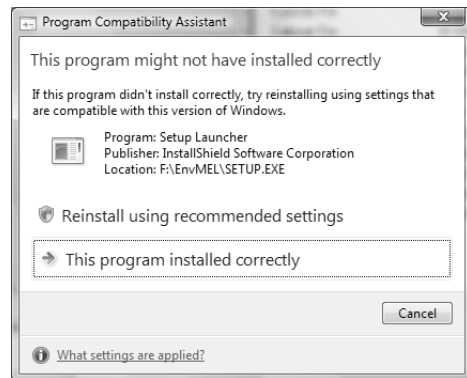 Program Compatibility Assistant
This program might not have installed correctly
If this program didn't install correctly, try reinstalling using settings that
are compatible with this version of Windows.
Program: Setup Launcher
Publisher: InstallShield Software Corporation
Location: F:\EnvMEL\SETUP.EXE
Reinstall using recommended settings
This program installed correctly
Cancel
What settings are applied?